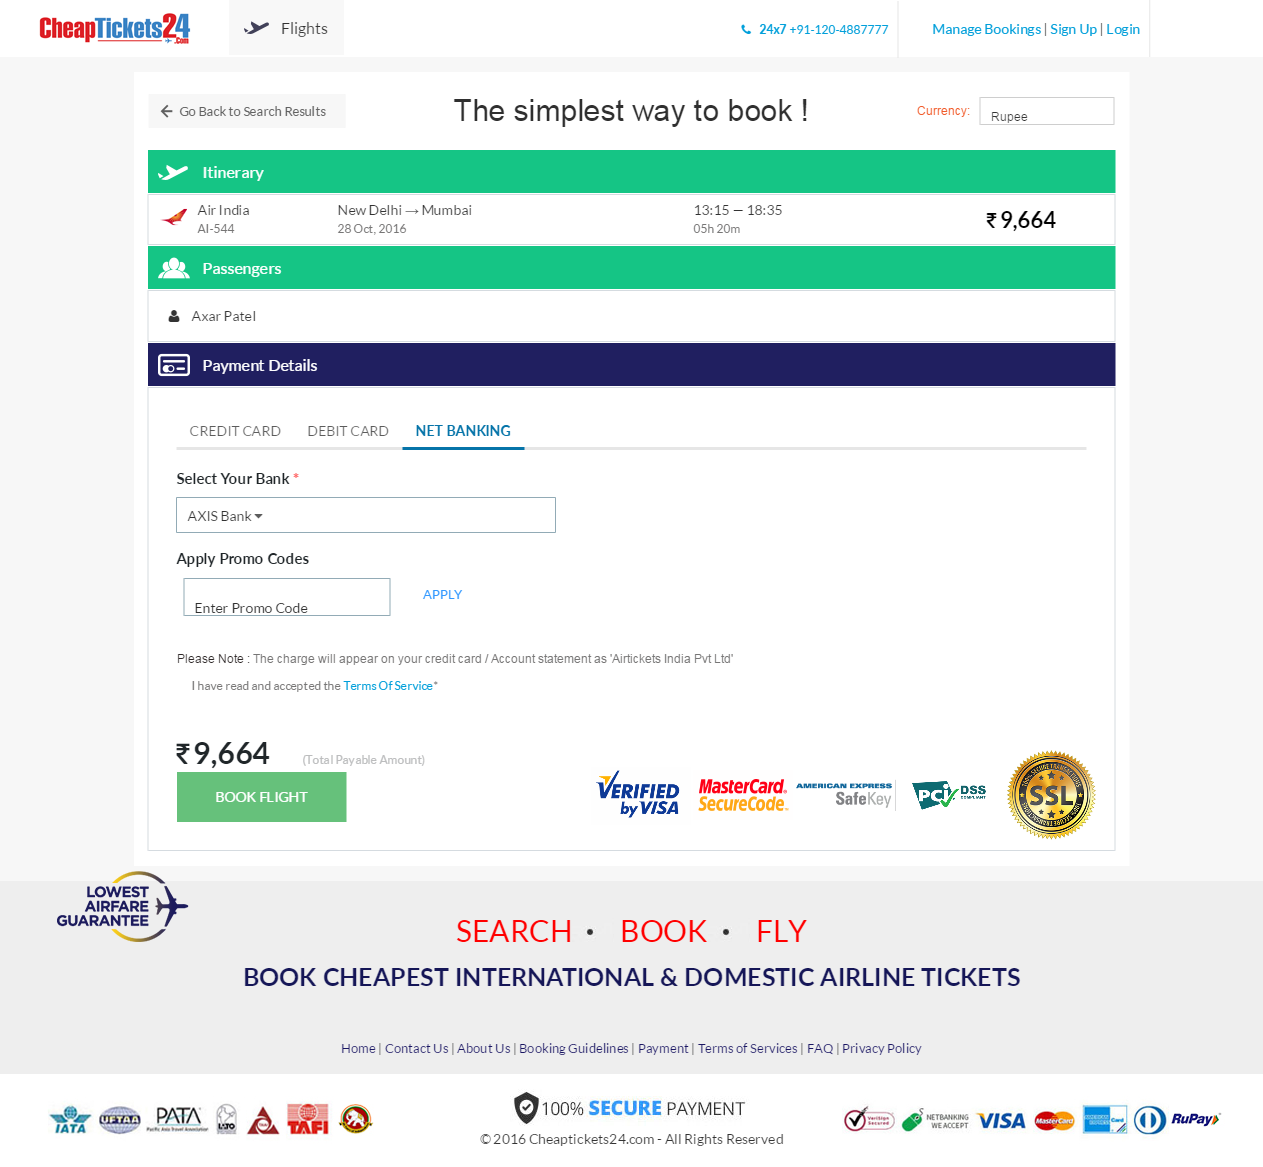 CheapTickets24.com
Flights
24x7 +91-120-4887777
Manage Bookings | Sign Up | Login
Go Back to Search Results
The simplest way to book !
Currency:
Rupee
Itinerary
Air India
New Delhi → Mumbai
13:15 — 18:35
₹ 9,664
AI-544
28 Oct, 2016
05h 20m
Passengers
Axar Patel
Payment Details
CREDIT CARD
DEBIT CARD
NET BANKING
Select Your Bank *
AXIS Bank
Apply Promo Codes
Enter Promo Code
APPLY
Please Note : The charge will appear on your credit card / Account statement as 'Airtickets India Pvt Ltd'
I have read and accepted the Terms Of Service*
₹ 9,664
(Total Payable Amount)
BOOK FLIGHT
VERIFIED
by VISA
MasterCard
SecureCode
AMERICAN EXPRESS
SafeKey
PCI DSS
COMPLIANT
SSL
LOWEST
AIRFARE
GUARANTEE
SEARCH • BOOK • FLY
BOOK CHEAPEST INTERNATIONAL & DOMESTIC AIRLINE TICKETS
Home | Contact Us | About Us | Booking Guidelines | Payment | Terms of Services | FAQ | Privacy Policy
IATA
UFTAA
PATA
Pacific Asia Travel Association
TAFI
100% SECURE PAYMENT
© 2016 Cheaptickets24.com - All Rights Reserved
VeriSign
Secured
NETBANKING
WE ACCEPT
VISA
MasterCard
RuPay